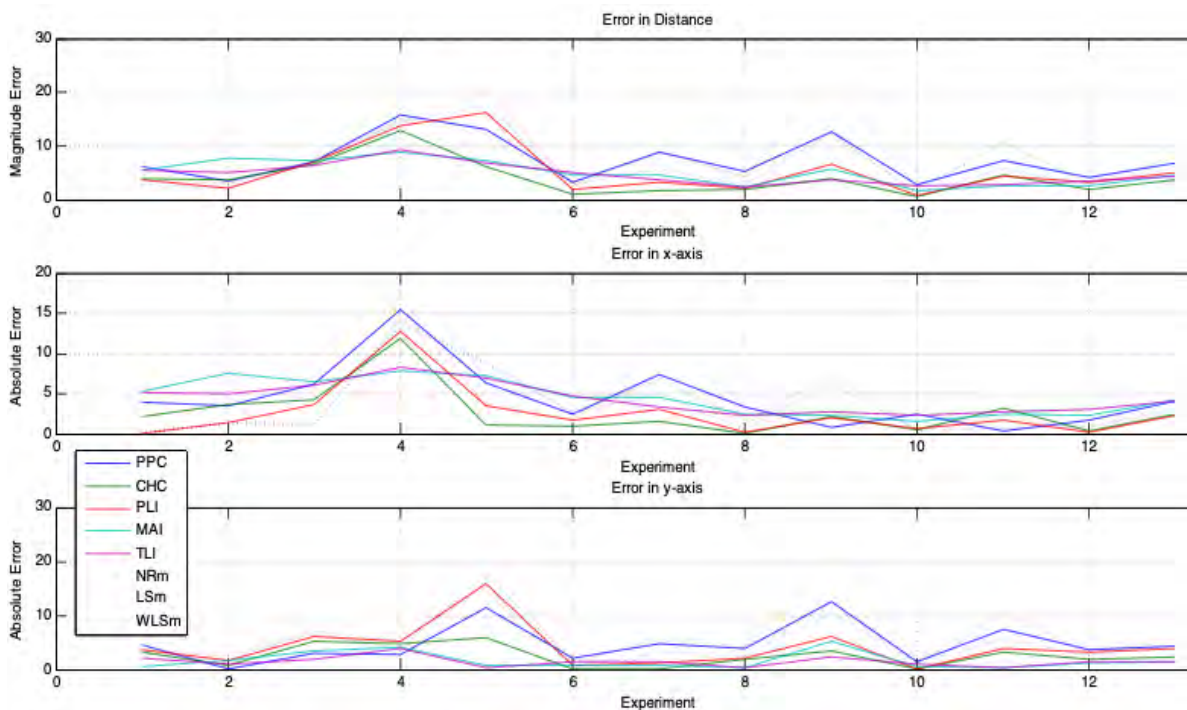 Error in Distance
30
20
10
0
Magnitude Error
0 2 4 6 8 10 12
Experiment
Error in x-axis
20
15
10
5
0
Absolute Error
0 2 4 6 8 10 12
Experiment
Error in y-axis
30
20
10
0
Absolute Error
2 4 6 8 10 12
Experiment
PPC
CHC
PLI
MAI
TLI
NRm
LSm
WLSm